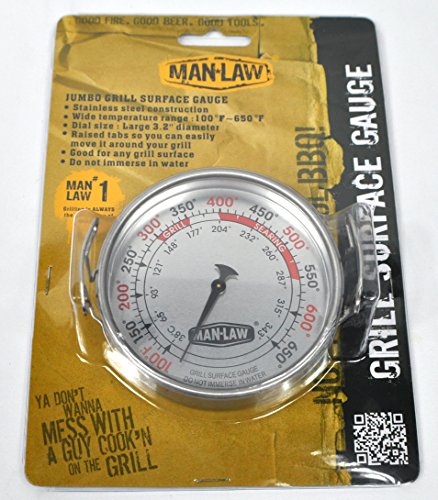 GOOD FIRE. GOOD BEER. GOOD TOOLS.
MAN-LAW
JUMBO GRILL SURFACE GAUGE
• Stainless steel construction
• Wide temperature range : 100°F-650°F
• Dial size : Large 3.2" diameter
• Raised tabs so you can easily
move it around your grill
• Good for any grill surface
• Do not immerse in water
MAN #1
LAW
BBQ!
GRILL SURFACE GAUGE
100°F 150° 200° 250° 300° 350° 400° 450° 500° 550° 600° 650°
GRILL
SEARING
38°C 65° 93° 121° 148° 177° 204° 232° 260° 287° 315° 343°
MAN-LAW
GRILL SURFACE GAUGE
DO NOT IMMERSE IN WATER
YA DON'T
WANNA
MESS WITH
A GUY COOK'N
ON THE GRILL